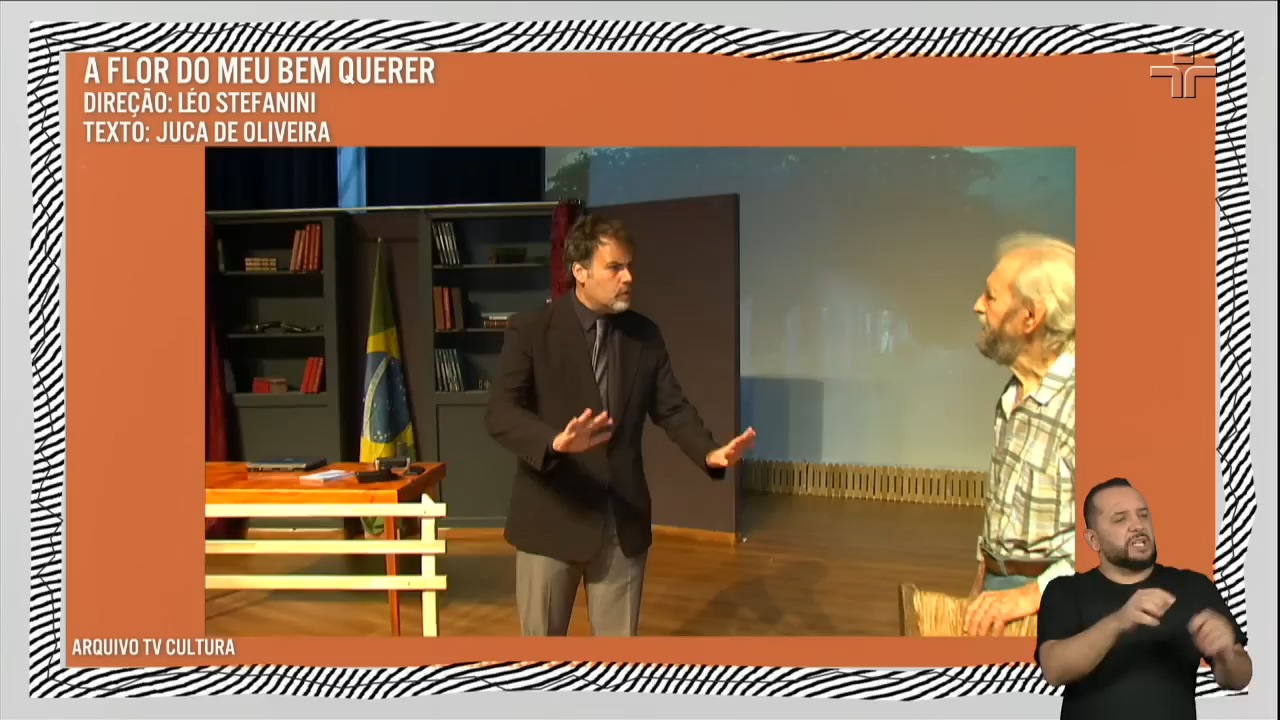 A FLOR DO MEU BEM QUERER
DIREÇÃO: LÉO STEFANINI
TEXTO: JUCA DE OLIVEIRA
ARQUIVO TV CULTURA